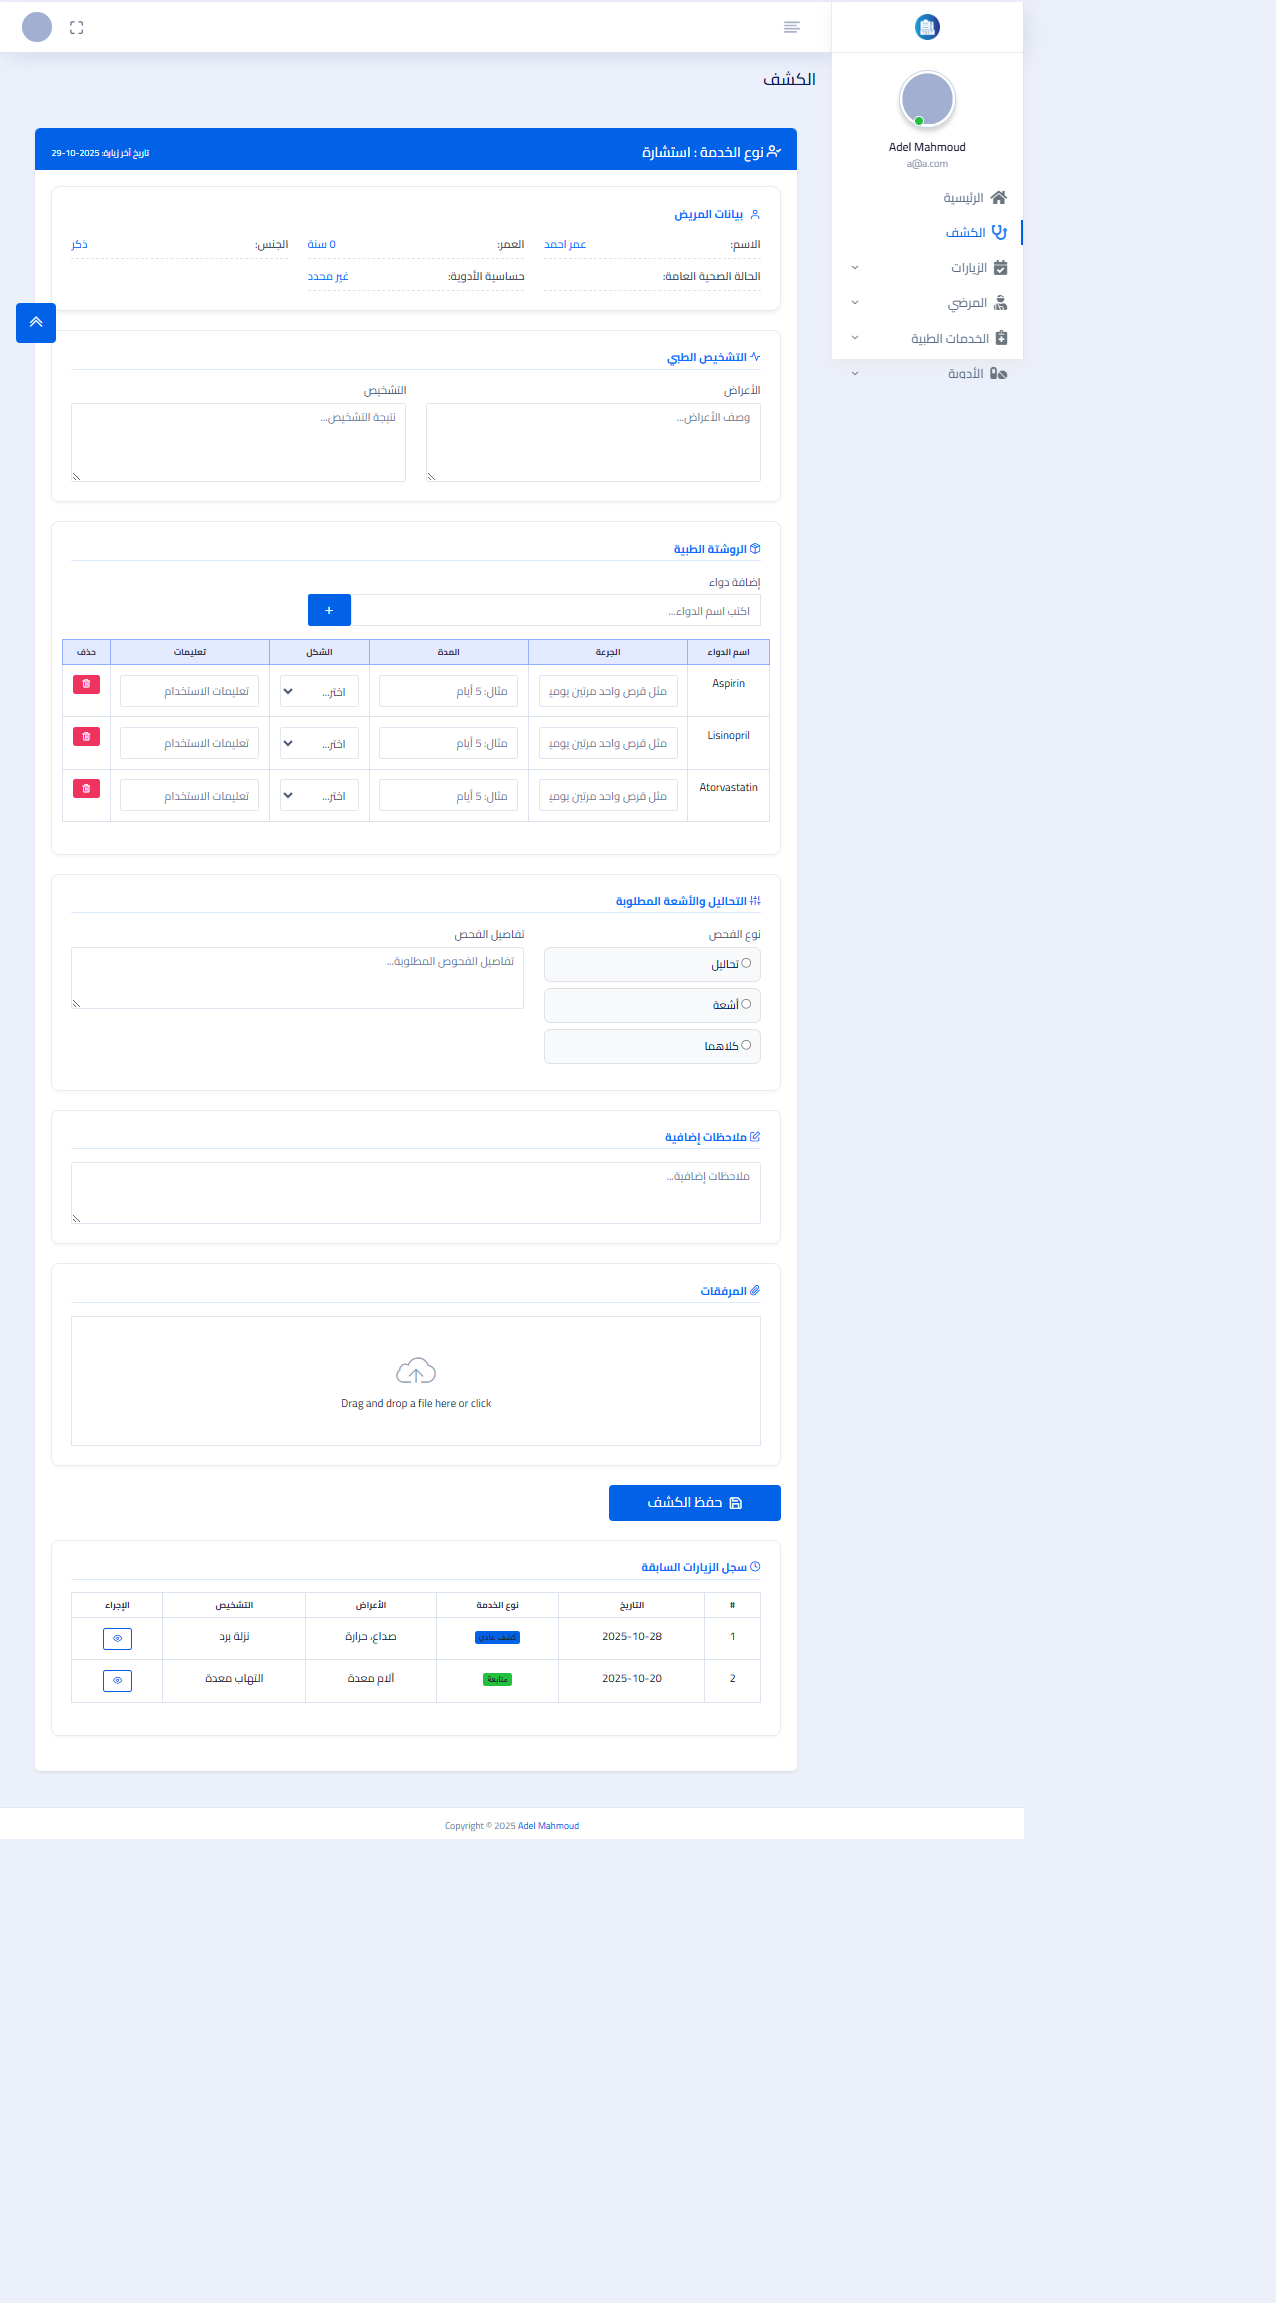 Adel Mahmoud
a@a.com
الرئيسية
الكشف
الزيارات
المرضي
الخدمات الطبية
الأدوية
الكشف
نوع الخدمة : استشارة
تاريخ آخر زيارة: 2025-10-29
بيانات المريض
الاسم: عمر احمد
العمر: 0 سنة
الجنس: ذكر
الحالة الصحية العامة:
حساسية الأدوية: غير محدد
التشخيص الطبي
الأعراض
التشخيص
وصف الأعراض...
نتيجة التشخيص...
الروشتة الطبية
إضافة دواء
اكتب اسم الدواء...
+
اسم الدواء الجرعة المدة الشكل تعليمات حذف
Aspirin مثل قرص واحد مرتين يومي مثال: 5 أيام اختر... تعليمات الاستخدام
Lisinopril مثل قرص واحد مرتين يومي مثال: 5 أيام اختر... تعليمات الاستخدام
Atorvastatin مثل قرص واحد مرتين يومي مثال: 5 أيام اختر... تعليمات الاستخدام
التحاليل والأشعة المطلوبة
نوع الفحص
تحاليل
أشعة
كلاهما
تفاصيل الفحص
تفاصيل الفحوص المطلوبة...
ملاحظات إضافية
ملاحظات إضافية...
المرفقات
Drag and drop a file here or click
حفظ الكشف
سجل الزيارات السابقة
# التاريخ نوع الخدمة الأعراض التشخيص الإجراء
1 2025-10-28 كشف عادي صداع، حرارة نزلة برد
2 2025-10-20 متابعة آلام معدة التهاب معدة
Copyright © 2025 Adel Mahmoud